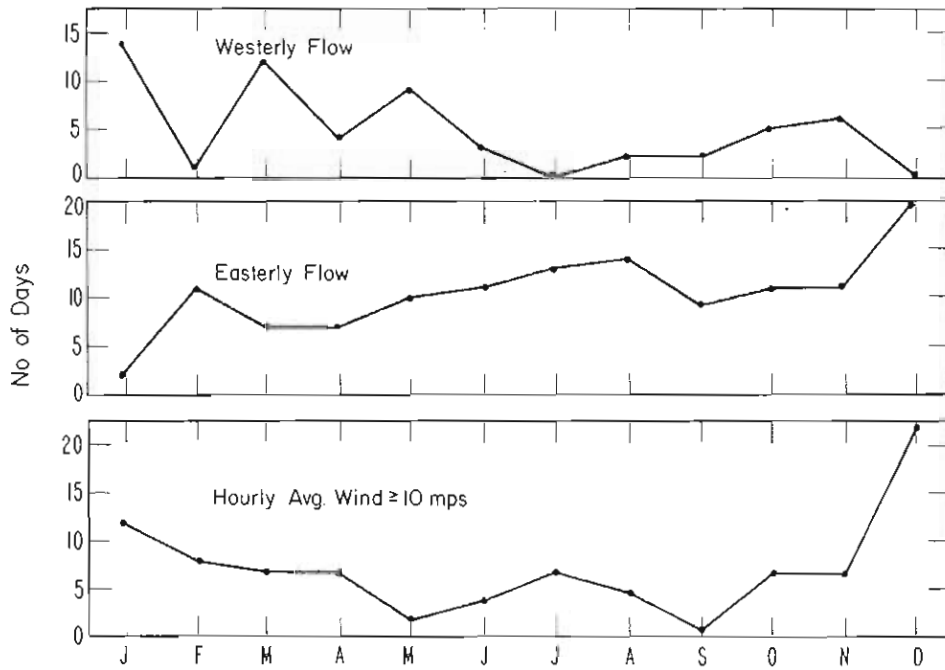 15
Westerly Flow
10
5
0
20
15
Easterly Flow
10
5
0
No of Days
20
15
Hourly Avg. Wind ≥ 10 mps
10
5
0
J F M A M J J A S O N D